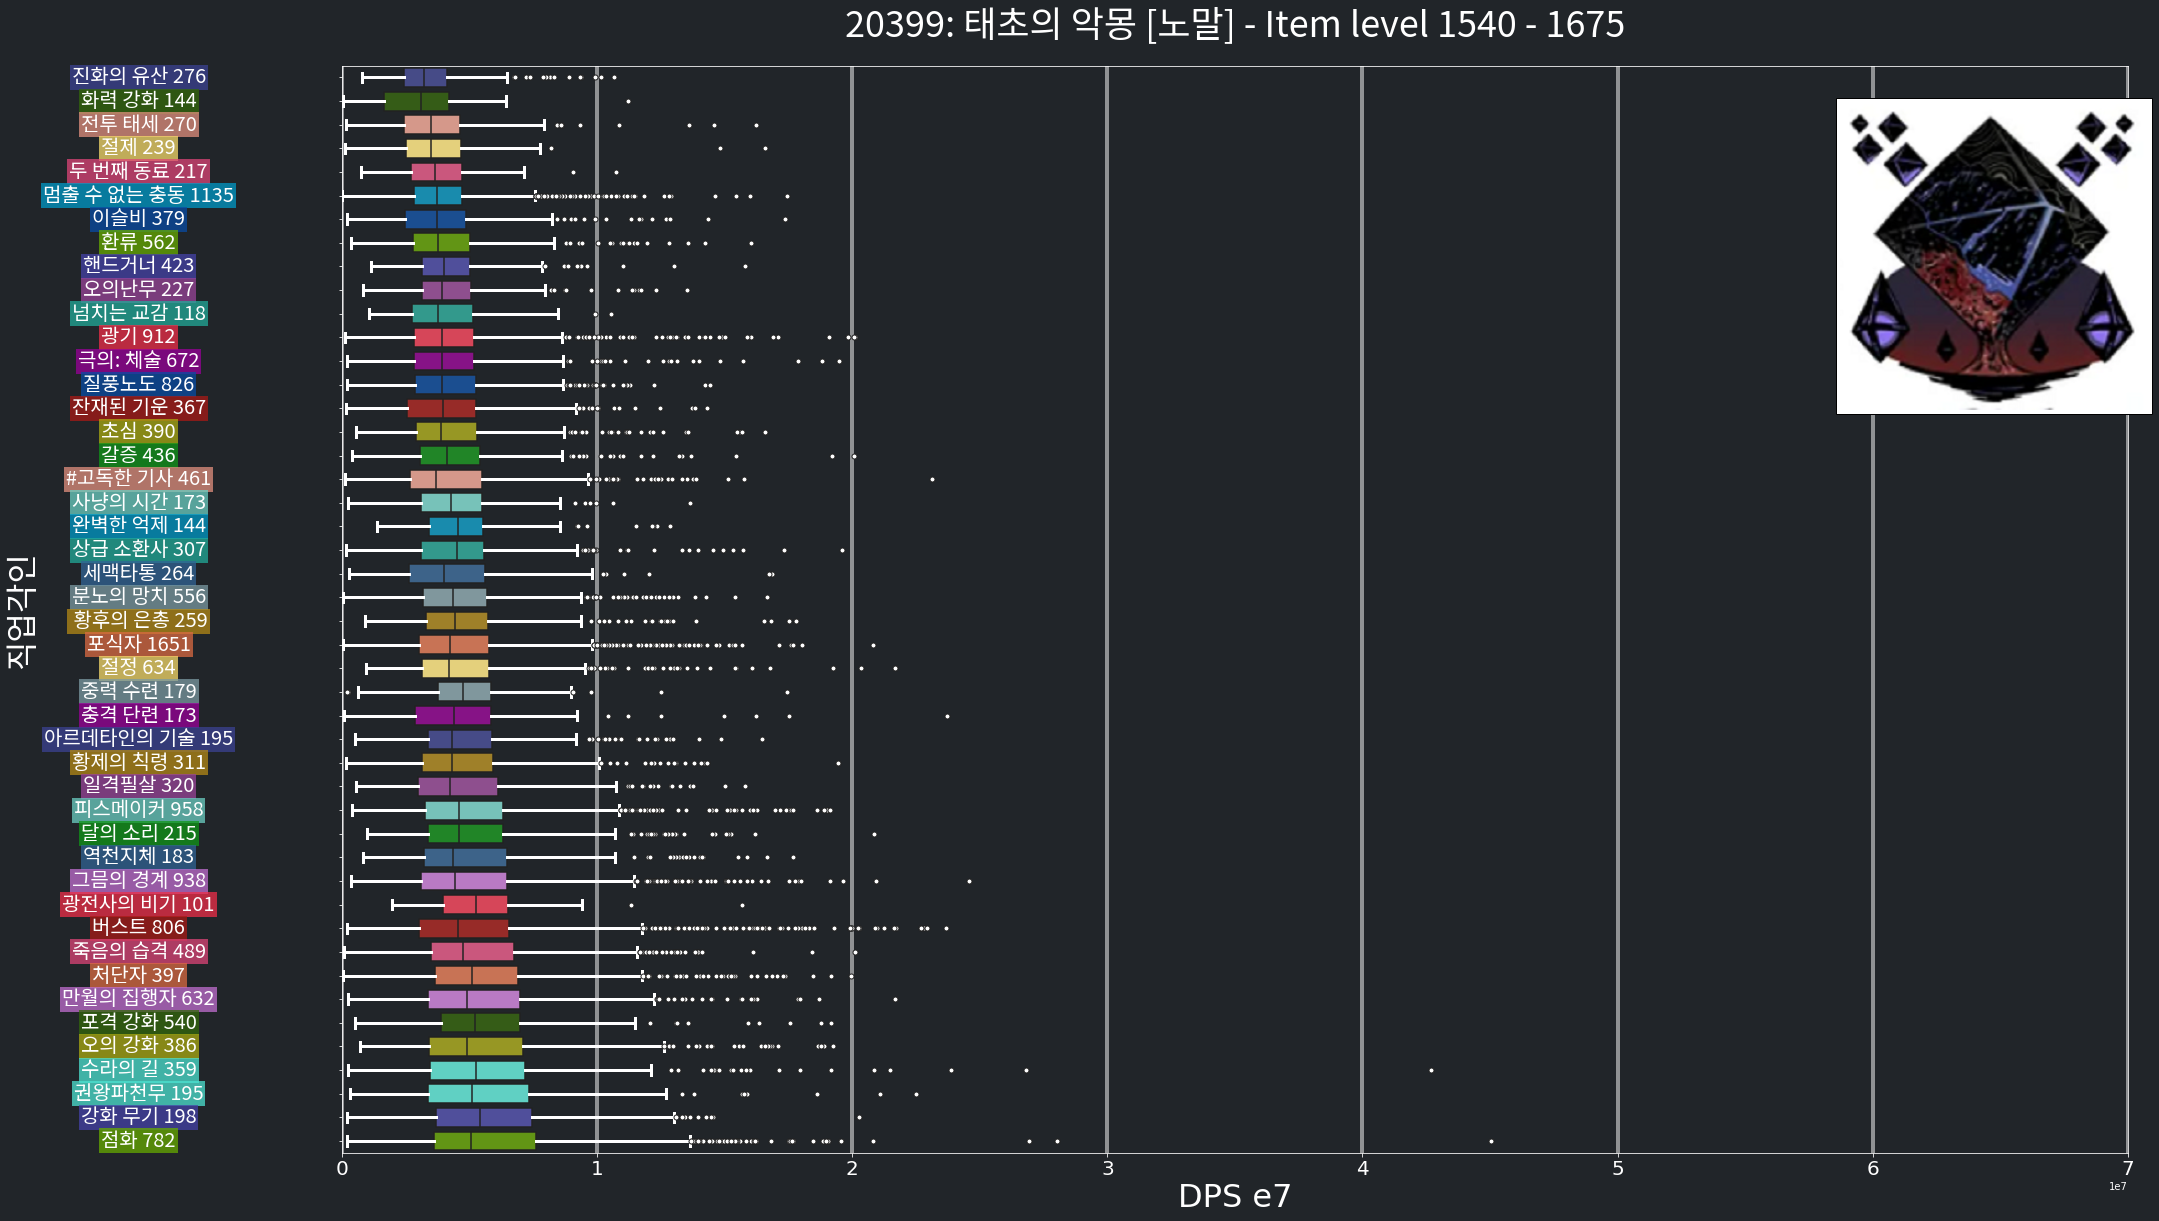 20399: 태초의 악몽 [노말] - Item level 1540 - 1675
직업각인
진화의 유산 276
화력 강화 144
전투 태세 270
절제 239
두 번째 동료 217
멈출 수 없는 충동 1135
이슬비 379
환류 562
핸드거너 423
오의난무 227
넘치는 교감 118
광기 912
극의: 체술 672
질풍노도 826
잔재된 기운 367
초심 390
갈증 436
#고독한 기사 461
사냥의 시간 173
완벽한 억제 144
상급 소환사 307
세맥타통 264
분노의 망치 556
황후의 은총 259
포식자 1651
절정 634
중력 수련 179
충격 단련 173
아르데타인의 기술 195
황제의 칙령 311
일격필살 320
피스메이커 958
달의 소리 215
역천지체 183
그믐의 경계 938
광전사의 비기 101
버스트 806
죽음의 습격 489
처단자 397
만월의 집행자 632
포격 강화 540
오의 강화 386
수라의 길 359
권왕파천무 195
강화 무기 198
점화 782
0 1 2 3 4 5 6 7
1e7
DPS e7